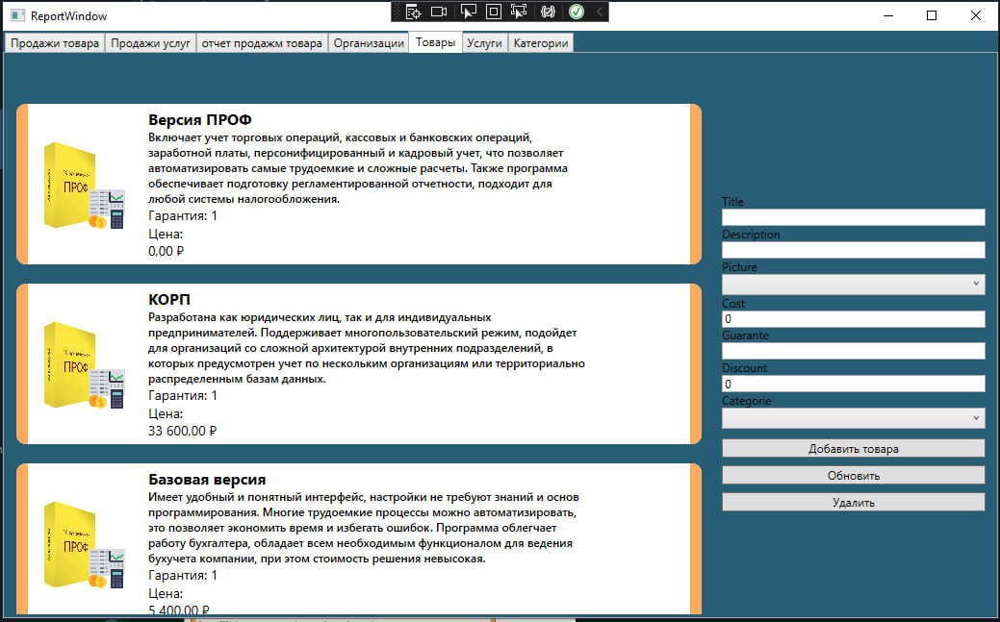 ReportWindow
Продажи товара
Продажи услуг
отчет продажм товара
Организации
Товары
Услуги
Категории
Версия ПРОФ
Включает учет торговых операций, кассовых и банковских операций,
заработной платы, персонифицированный и кадровый учет, что позволяет
автоматизировать самые трудоемкие и сложные расчеты. Также программа
обеспечивает подготовку регламентированной отчетности, подходит для
любой системы налогообложения.
Гарантия: 1
Цена:
0,00 ₽
ПРОФ
КОРП
Разработана как юридических лиц, так и для индивидуальных
предпринимателей. Поддерживает многопользовательский режим, подойдет
для организаций со сложной архитектурой внутренних подразделений, в
которых предусмотрен учет по нескольким организациям или территориально
распределенным базам данных.
Гарантия: 1
Цена:
33 600,00 ₽
ПРОФ
Базовая версия
Имеет удобный и понятный интерфейс, настройки не требуют знаний и основ
программирования. Многие трудоемкие процессы можно автоматизировать,
это позволяет экономить время и избегать ошибок. Программа облегчает
работу бухгалтера, обладает всем необходимым функционалом для ведения
бухучета компании, при этом стоимость решения невысокая.
Гарантия: 1
Цена:
5 400,00 ₽
ПРОФ
Title
Description
Picture
Cost
0
Guarante
Discount
0
Categorie
Добавить товара
Обновить
Удалить